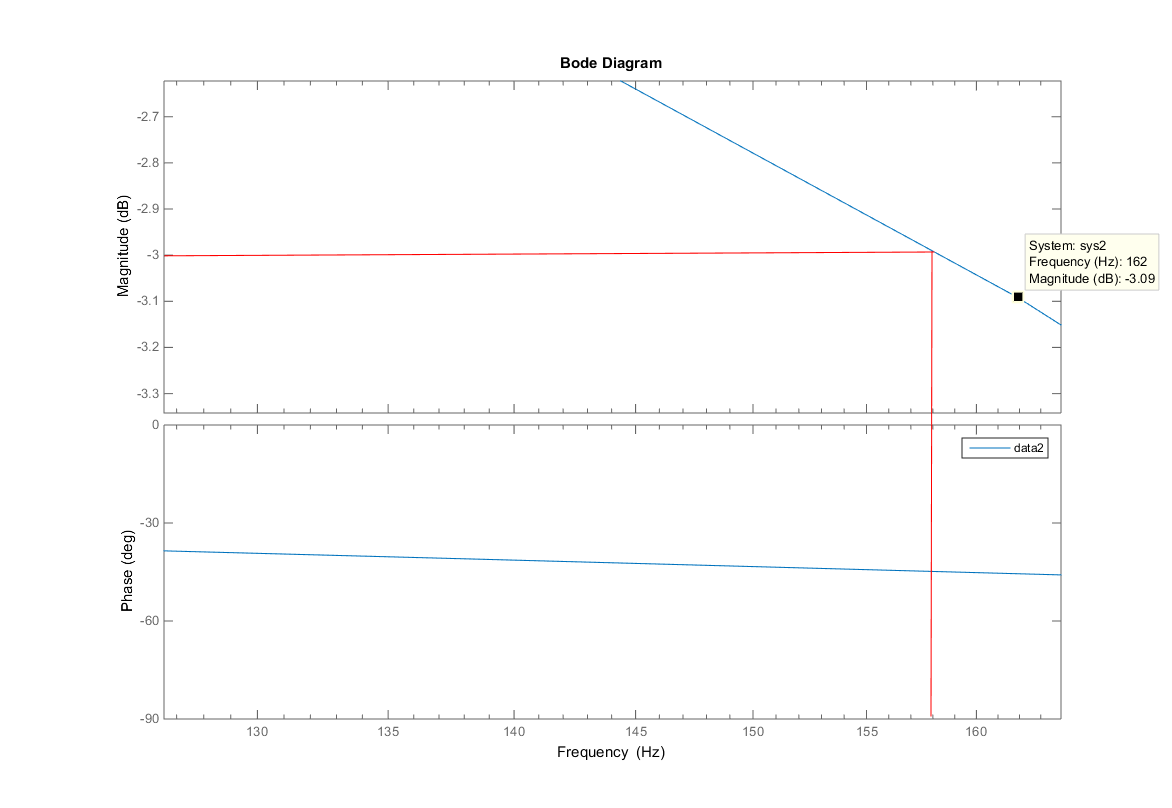 Bode Diagram
Magnitude (dB)
-2.7
-2.8
-2.9
-3
-3.1
-3.2
-3.3
System: sys2
Frequency (Hz): 162
Magnitude (dB): -3.09
Phase (deg)
0
-30
-60
-90
data2
130 135 140 145 150 155 160
Frequency (Hz)